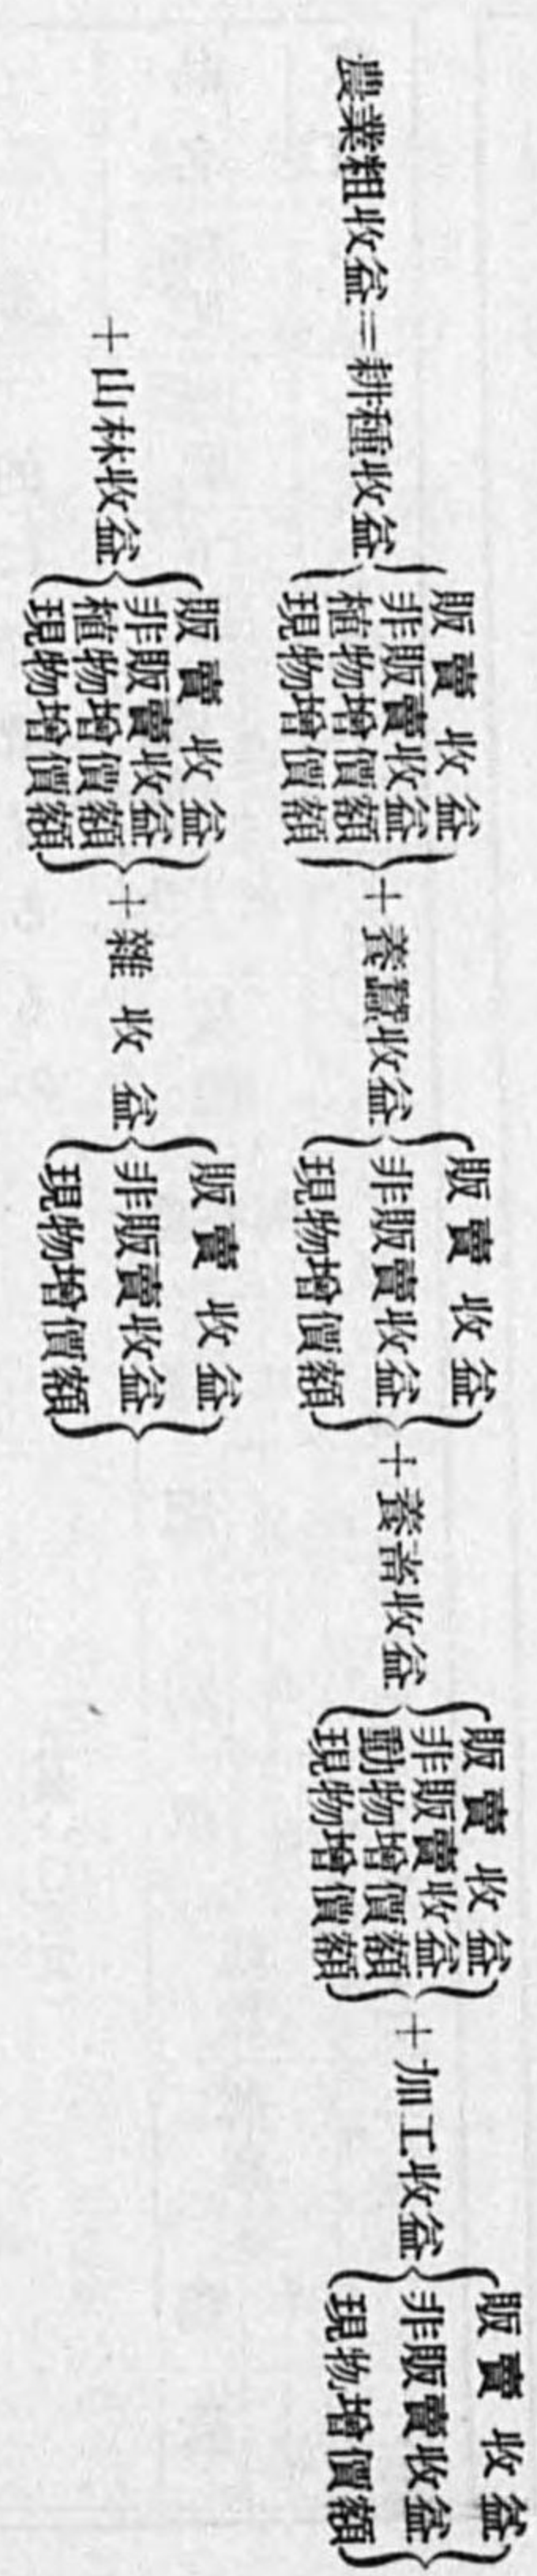 農業粗收益＝耕種收益{販賣收益
非販賣收益
植物增價額
現物增價額}＋養蠶收益{販賣收益
非販賣收益
現物增價額}＋養畜收益{販賣收益
非販賣收益
動物增價額
現物增價額}＋加工收益{販賣收益
非販賣收益
現物增價額}
＋山林收益{販賣收益
非販賣收益
植物增價額
現物增價額}＋雜收益{販賣收益
非販賣收益
現物增價額}